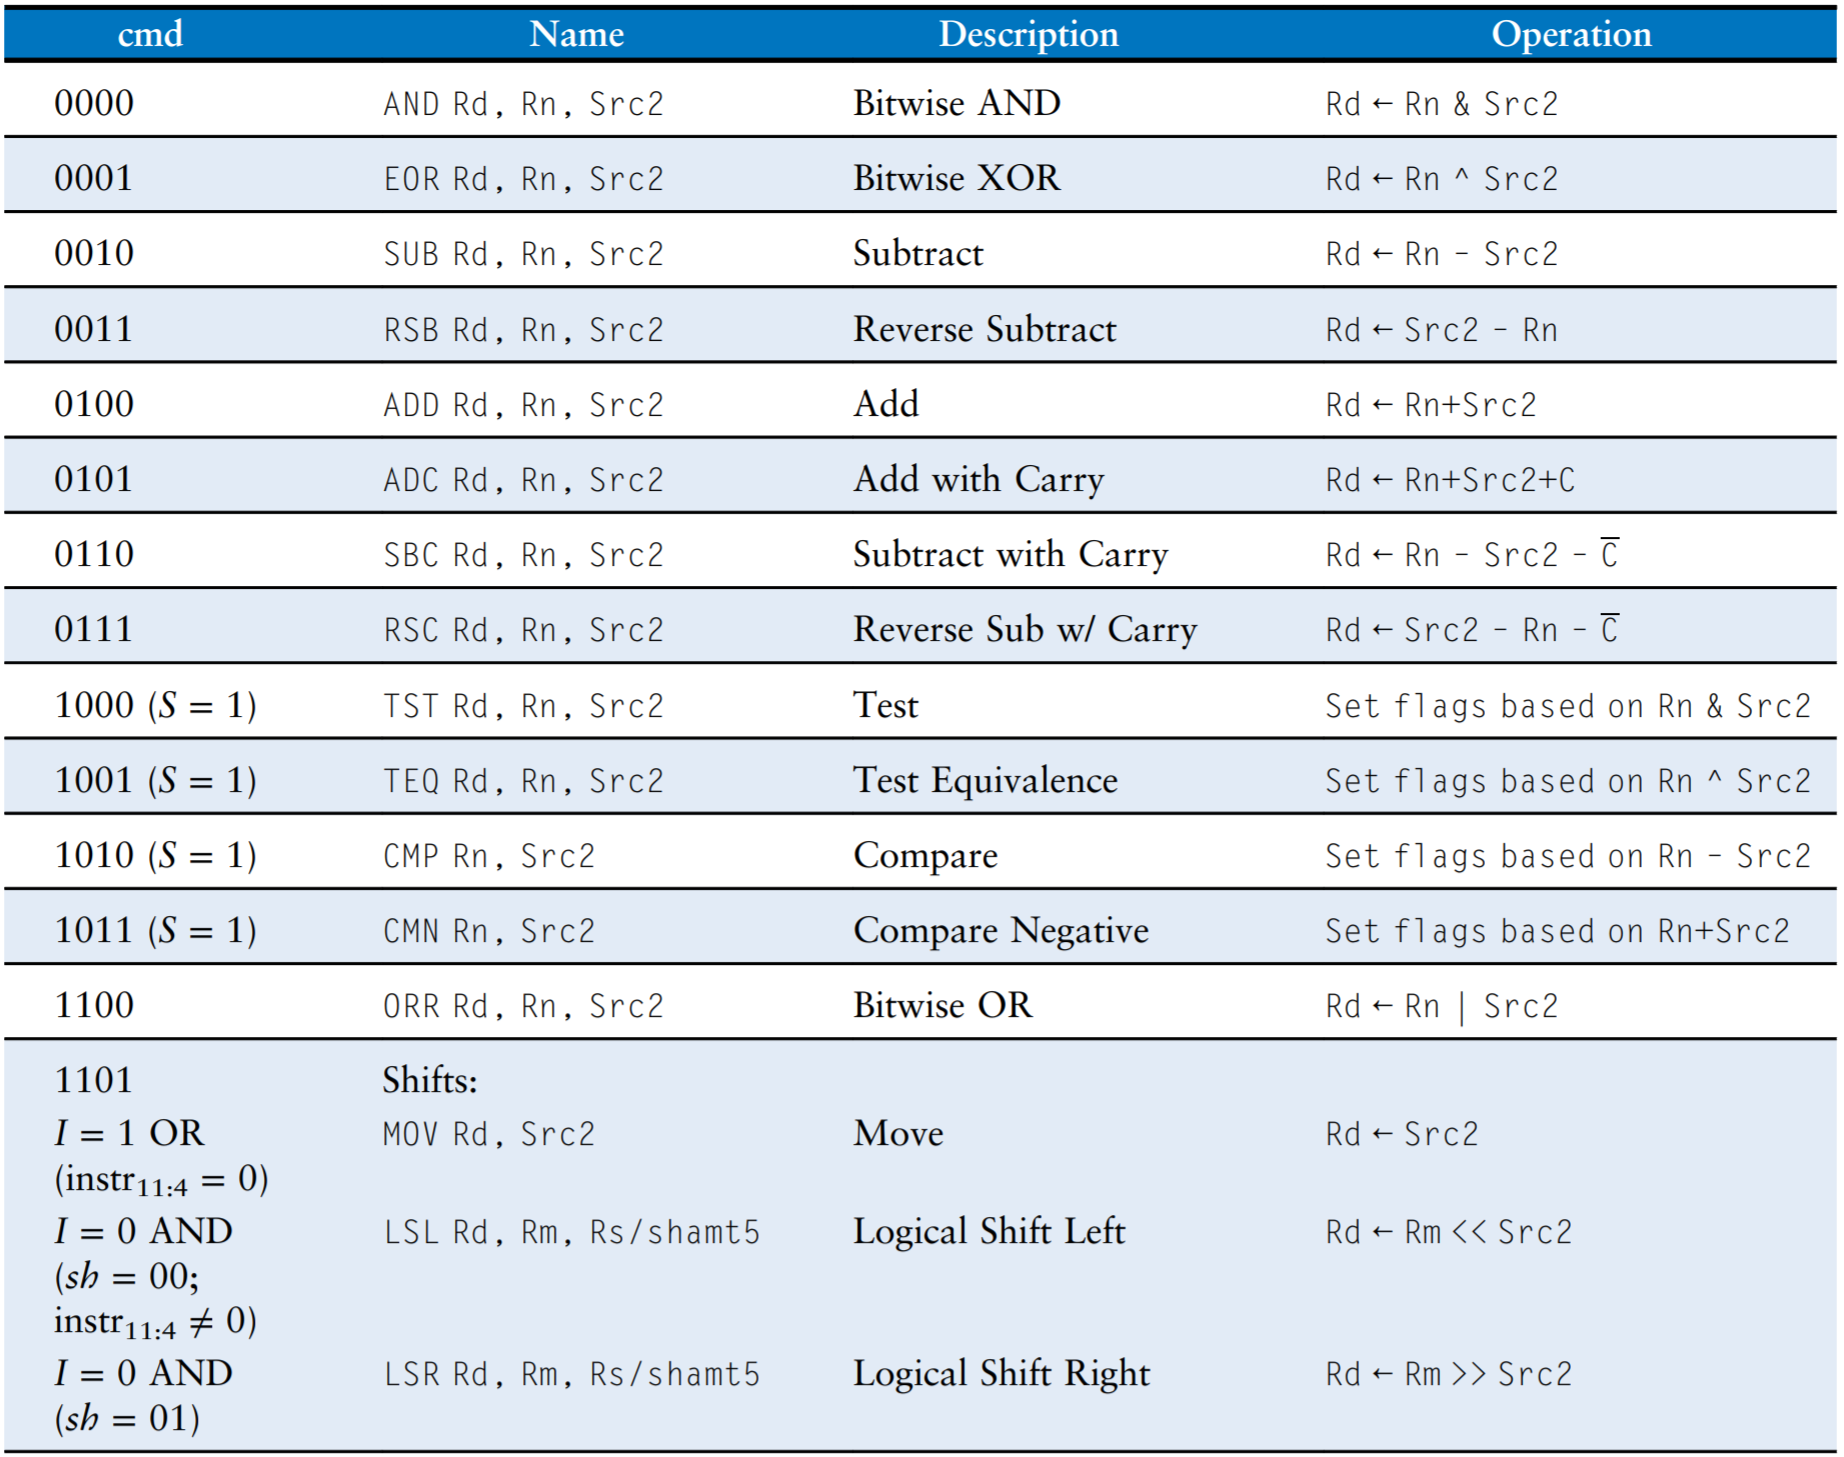 cmd Name Description Operation
0000 AND Rd, Rn, Src2 Bitwise AND Rd ← Rn & Src2
0001 EOR Rd, Rn, Src2 Bitwise XOR Rd ← Rn ^ Src2
0010 SUB Rd, Rn, Src2 Subtract Rd ← Rn - Src2
0011 RSB Rd, Rn, Src2 Reverse Subtract Rd ← Src2 - Rn
0100 ADD Rd, Rn, Src2 Add Rd ← Rn+Src2
0101 ADC Rd, Rn, Src2 Add with Carry Rd ← Rn+Src2+C
0110 SBC Rd, Rn, Src2 Subtract with Carry Rd ← Rn - Src2 - C̅
0111 RSC Rd, Rn, Src2 Reverse Sub w/ Carry Rd ← Src2 - Rn - C̅
1000 (S = 1) TST Rd, Rn, Src2 Test Set flags based on Rn & Src2
1001 (S = 1) TEQ Rd, Rn, Src2 Test Equivalence Set flags based on Rn ^ Src2
1010 (S = 1) CMP Rn, Src2 Compare Set flags based on Rn - Src2
1011 (S = 1) CMN Rn, Src2 Compare Negative Set flags based on Rn+Src2
1100 ORR Rd, Rn, Src2 Bitwise OR Rd ← Rn | Src2
1101 Shifts:
I = 1 OR MOV Rd, Src2 Move Rd ← Src2
(instr₁₁:₄ = 0)
I = 0 AND LSL Rd, Rm, Rs/shamt5 Logical Shift Left Rd ← Rm << Src2
(sh = 00;
instr₁₁:₄ ≠ 0)
I = 0 AND LSR Rd, Rm, Rs/shamt5 Logical Shift Right Rd ← Rm >> Src2
(sh = 01)